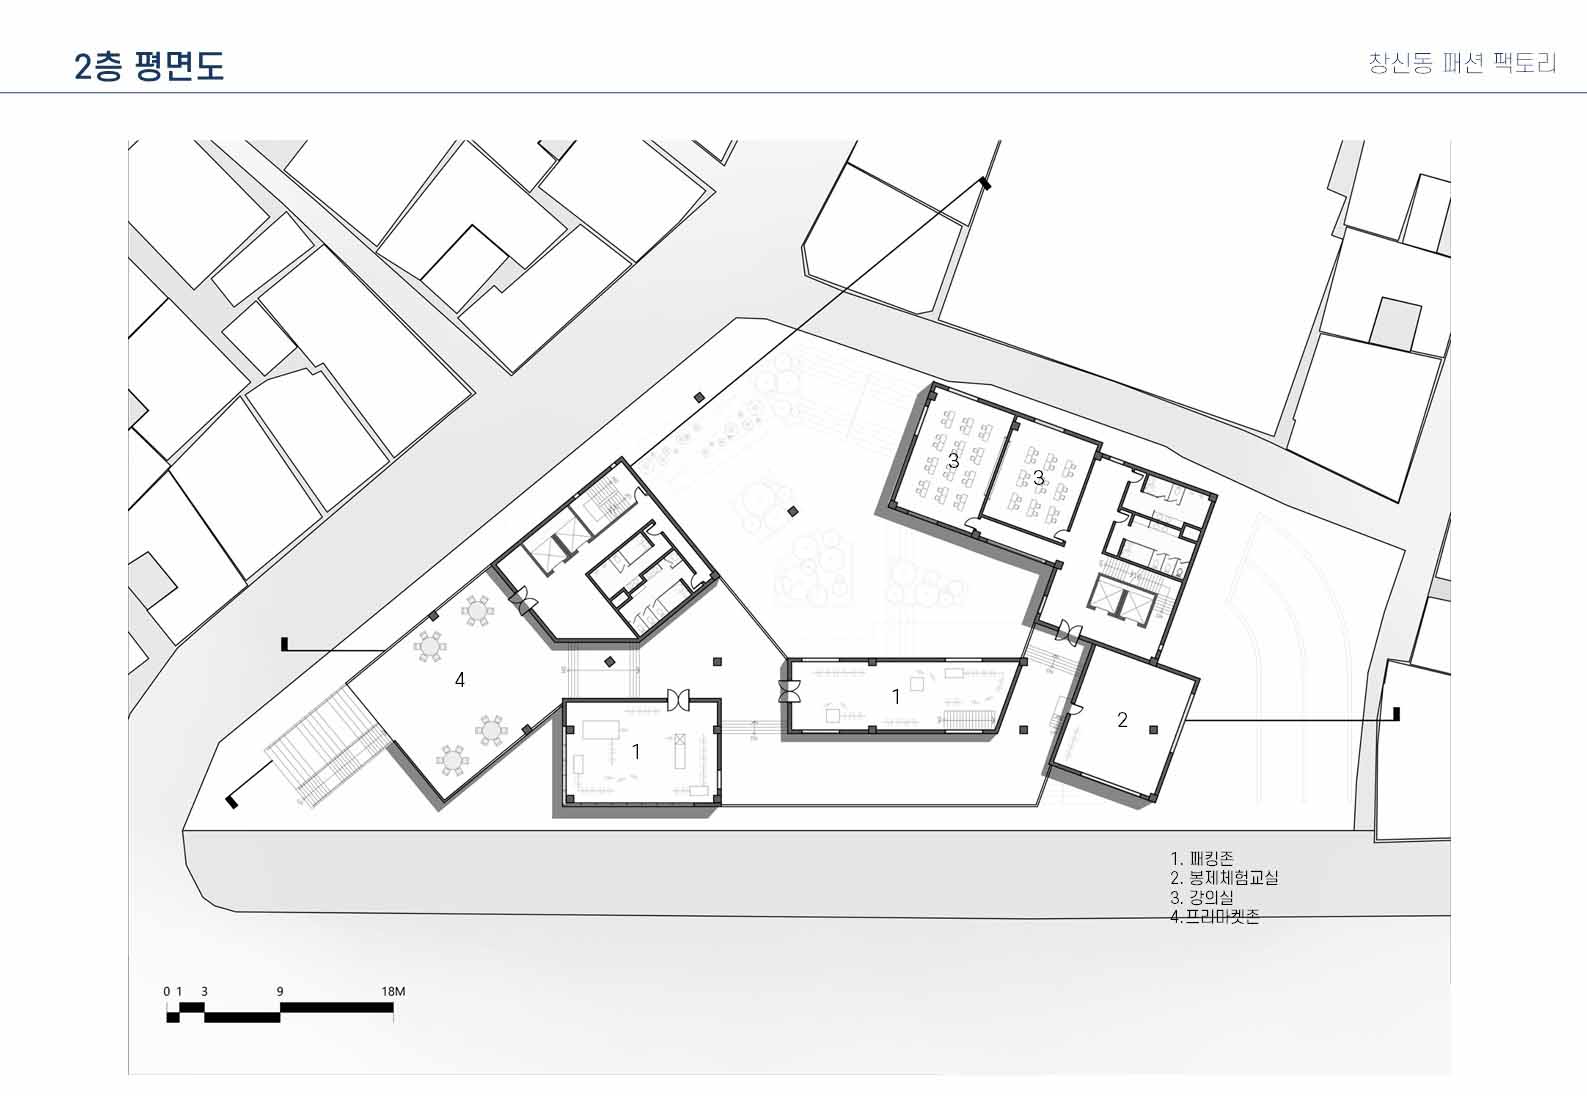 2층 평면도
창신동 패션 팩토리
3
3
4
1
1
2
1. 패킹존
2. 봉제체험교실
3. 강의실
4.프리마켓존
0 1 3 9 18M